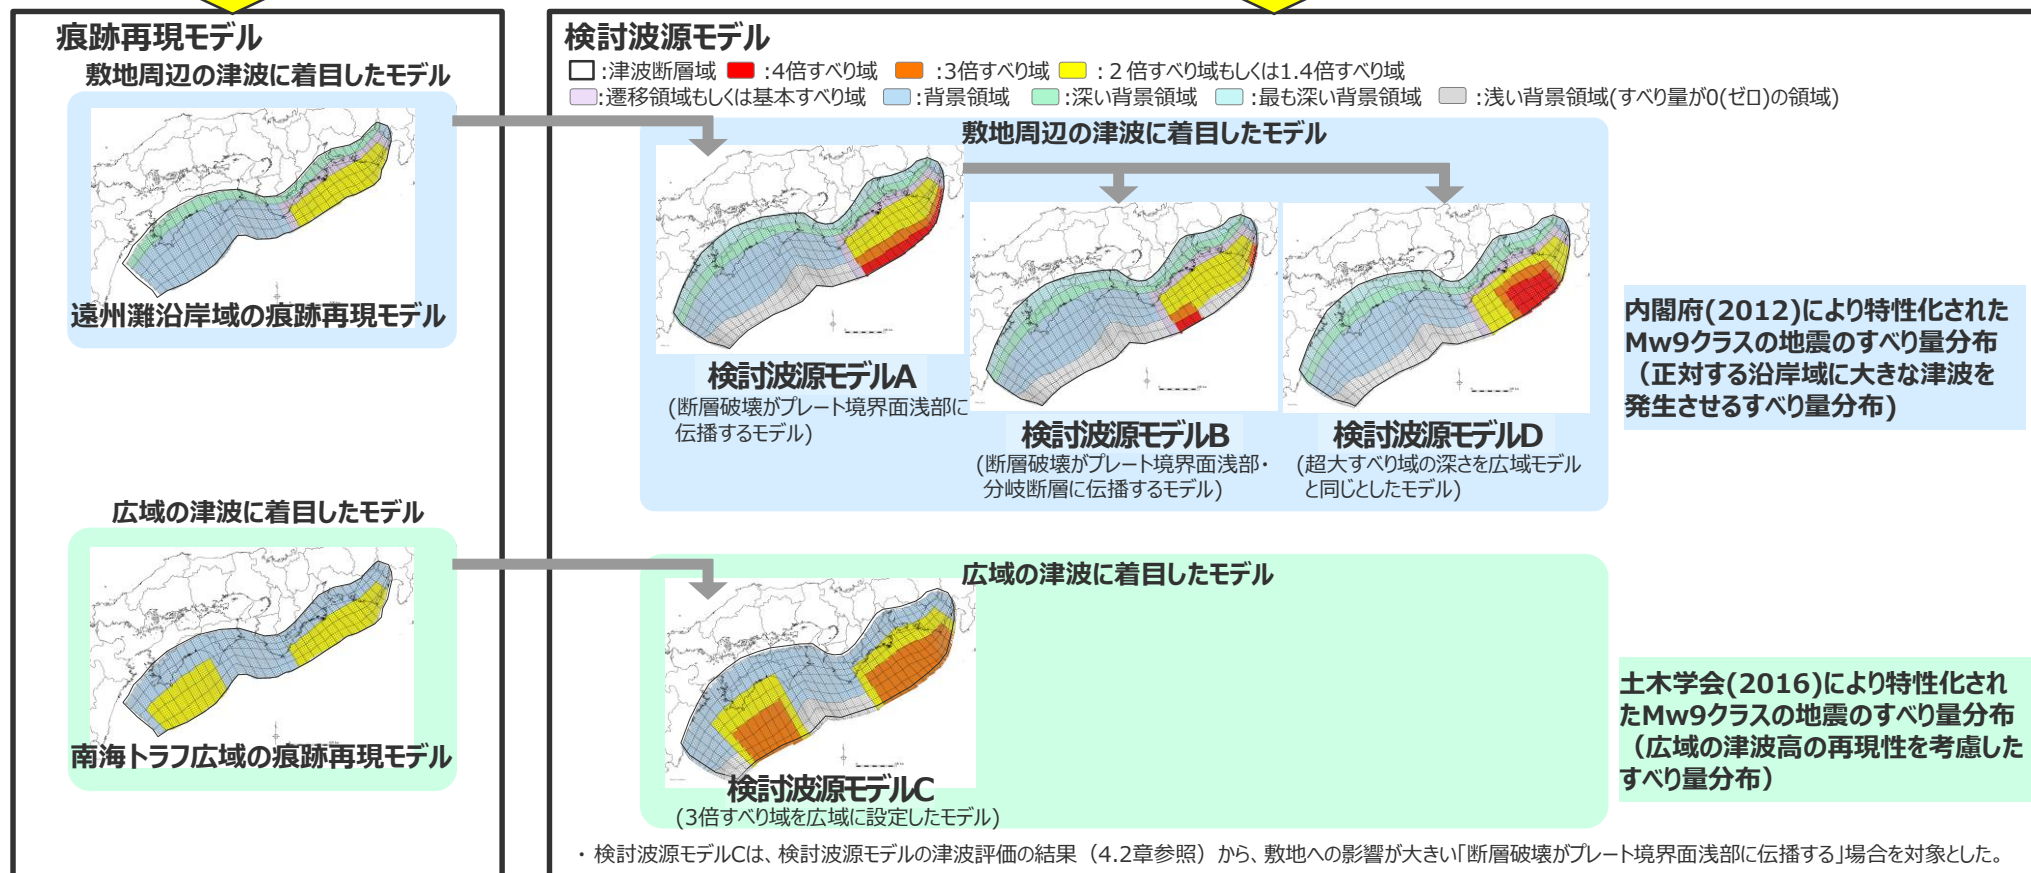 痕跡再現モデル
敷地周辺の津波に着目したモデル
遠州灘沿岸域の痕跡再現モデル
広域の津波に着目したモデル
南海トラフ広域の痕跡再現モデル
検討波源モデル
:津波断層域 :4倍すべり域 :3倍すべり域 :２倍すべり域もしくは1.4倍すべり域
:遷移領域もしくは基本すべり域 :背景領域 :深い背景領域 :最も深い背景領域 :浅い背景領域(すべり量が0(ゼロ)の領域)
敷地周辺の津波に着目したモデル
検討波源モデルA
(断層破壊がプレート境界面浅部に
伝播するモデル)
検討波源モデルB
(断層破壊がプレート境界面浅部・
分岐断層に伝播するモデル)
検討波源モデルD
(超大すべり域の深さを広域モデル
と同じとしたモデル)
内閣府(2012)により特性化された
Mw9クラスの地震のすべり量分布
（正対する沿岸域に大きな津波を
発生させるすべり量分布)
広域の津波に着目したモデル
検討波源モデルC
(3倍すべり域を広域に設定したモデル)
土木学会(2016)により特性化され
たMw9クラスの地震のすべり量分布
（広域の津波高の再現性を考慮した
すべり量分布）
・検討波源モデルCは、検討波源モデルの津波評価の結果（4.2章参照）から、敷地への影響が大きい「断層破壊がプレート境界面浅部に伝播する」場合を対象とした。